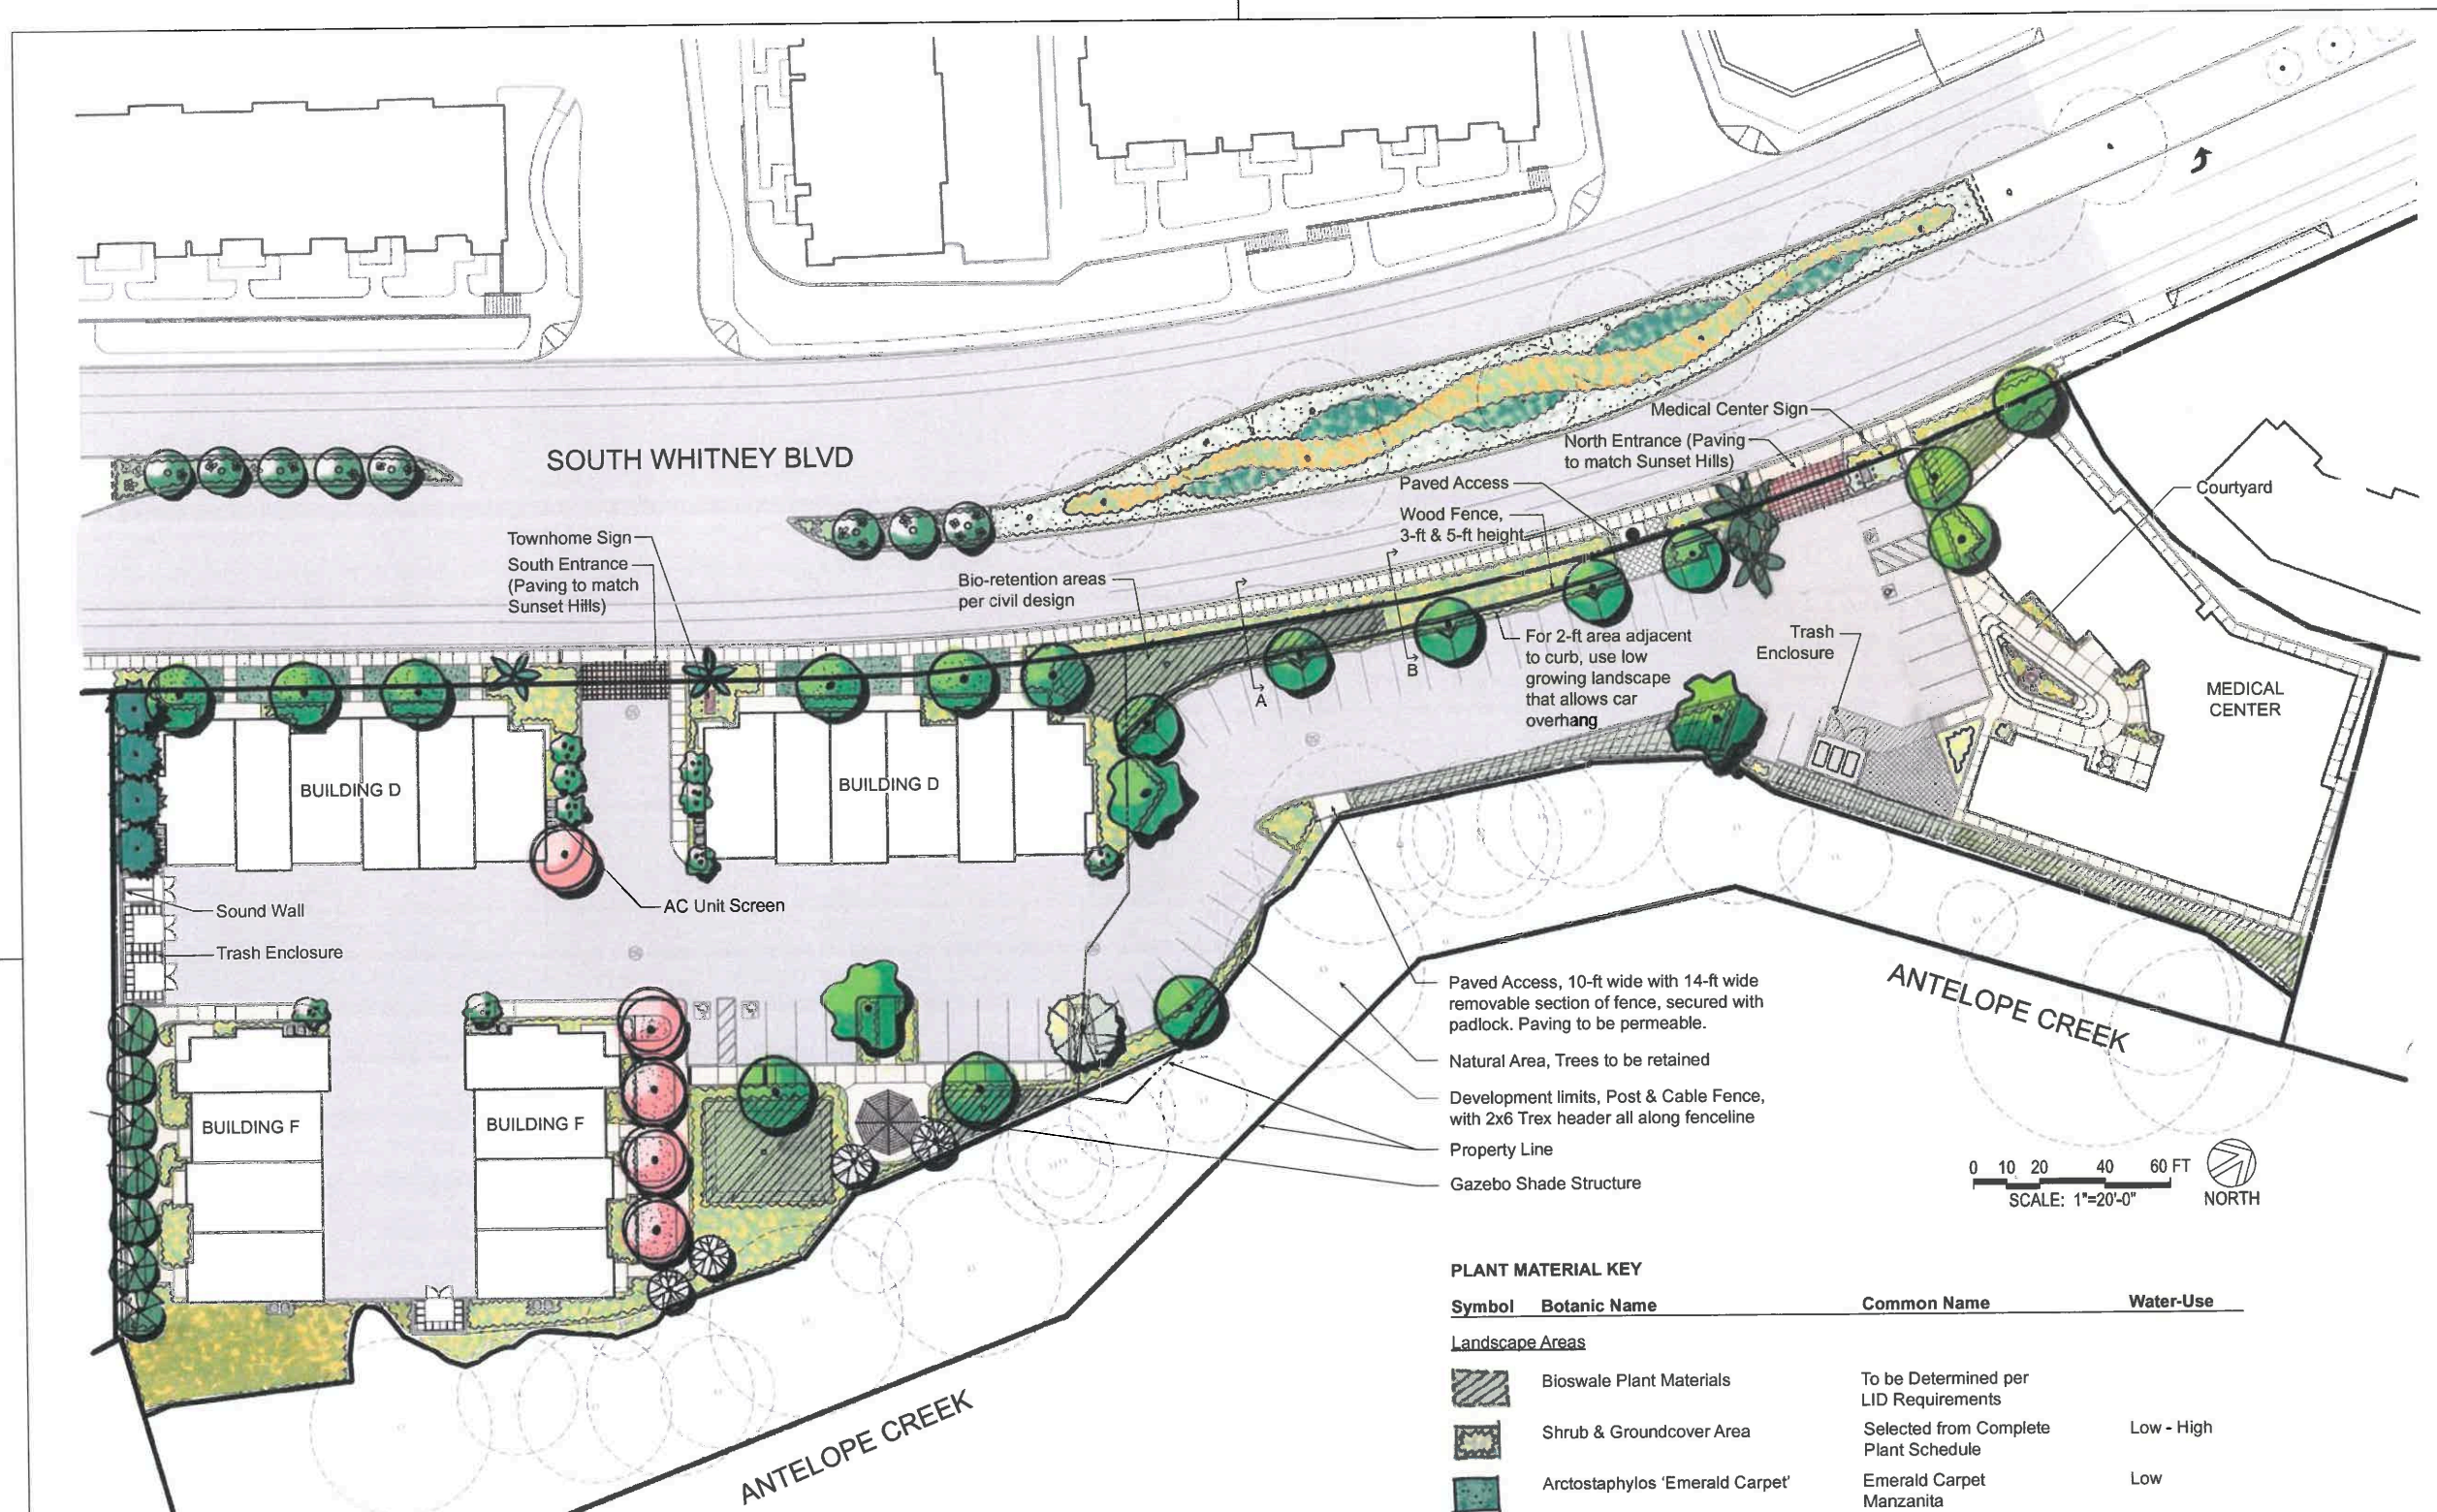 SOUTH WHITNEY BLVD
Medical Center Sign
North Entrance (Paving
to match Sunset Hills)
Paved Access
Wood Fence,
3-ft & 5-ft height
Courtyard
Townhome Sign
South Entrance
(Paving to match
Sunset Hills)
Bio-retention areas
per civil design
A
B
For 2-ft area adjacent
to curb, use low
growing landscape
that allows car
overhang
Trash
Enclosure
MEDICAL
CENTER
BUILDING D
BUILDING D
Sound Wall
AC Unit Screen
Trash Enclosure
BUILDING F
BUILDING F
Paved Access, 10-ft wide with 14-ft wide
removable section of fence, secured with
padlock. Paving to be permeable.
Natural Area, Trees to be retained
Development limits, Post & Cable Fence,
with 2x6 Trex header all along fenceline
Property Line
Gazebo Shade Structure
ANTELOPE CREEK
ANTELOPE CREEK
0 10 20 40 60 FT
SCALE: 1"=20'-0"
NORTH
PLANT MATERIAL KEY
Symbol Botanic Name Common Name Water-Use
Landscape Areas
Bioswale Plant Materials To be Determined per
LID Requirements
Shrub & Groundcover Area Selected from Complete Low - High
Plant Schedule
Arctostaphylos 'Emerald Carpet' Emerald Carpet Low
Manzanita